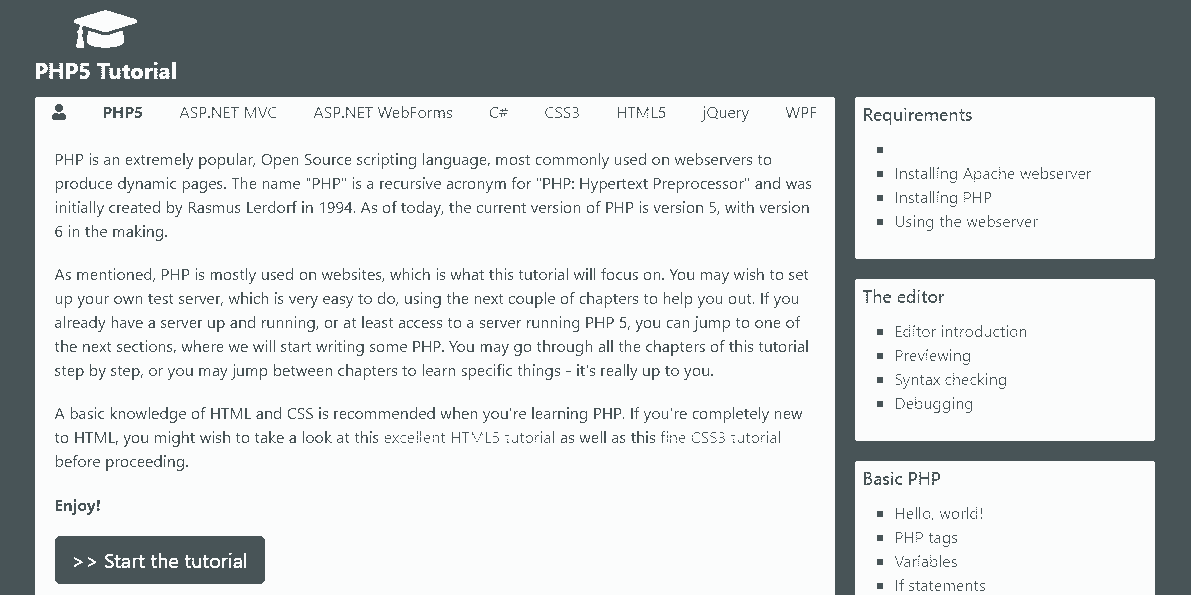 PHP5 Tutorial
PHP5 ASP.NET MVC ASP.NET WebForms C# CSS3 HTML5 jQuery WPF
PHP is an extremely popular, Open Source scripting language, most commonly used on webservers to
produce dynamic pages. The name "PHP" is a recursive acronym for "PHP: Hypertext Preprocessor" and was
initially created by Rasmus Lerdorf in 1994. As of today, the current version of PHP is version 5, with version
6 in the making.
As mentioned, PHP is mostly used on websites, which is what this tutorial will focus on. You may wish to set
up your own test server, which is very easy to do, using the next couple of chapters to help you out. If you
already have a server up and running, or at least access to a server running PHP 5, you can jump to one of
the next sections, where we will start writing some PHP. You may go through all the chapters of this tutorial
step by step, or you may jump between chapters to learn specific things - it's really up to you.
A basic knowledge of HTML and CSS is recommended when you're learning PHP. If you're completely new
to HTML, you might wish to take a look at this excellent HTML5 tutorial as well as this fine CSS3 tutorial
before proceeding.
Enjoy!
>> Start the tutorial
Requirements
Installing Apache webserver
Installing PHP
Using the webserver
The editor
Editor introduction
Previewing
Syntax checking
Debugging
Basic PHP
Hello, world!
PHP tags
Variables
If statements